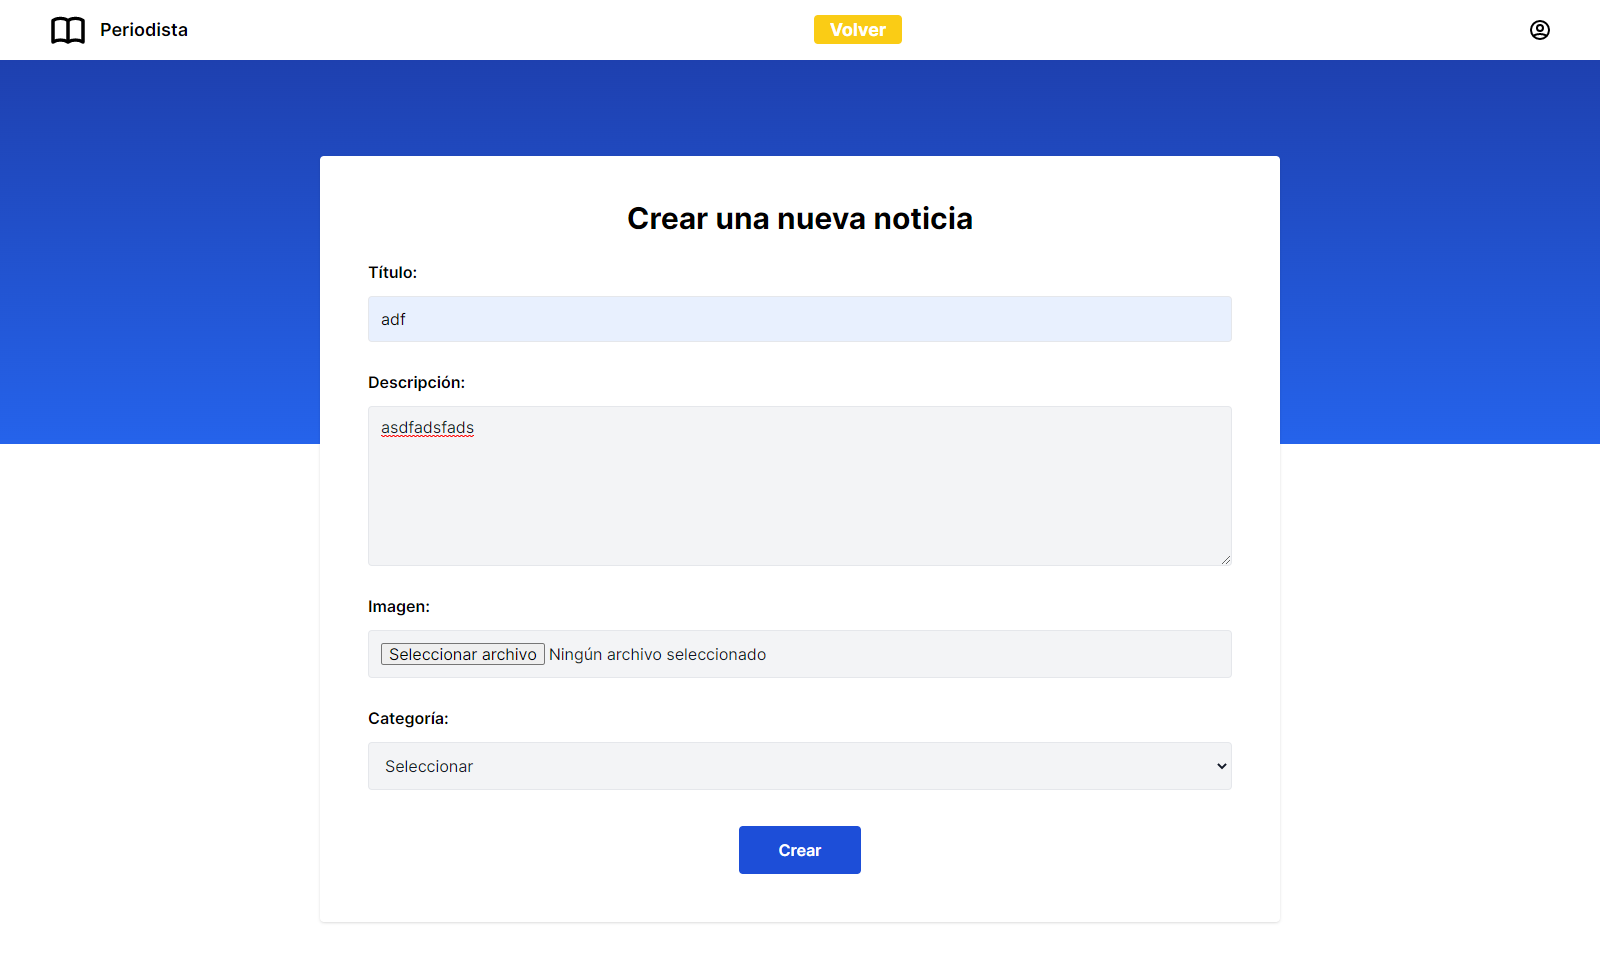 Periodista
Volver
Crear una nueva noticia
Título:
adf
Descripción:
asdfadsfads
Imagen:
Seleccionar archivo Ningún archivo seleccionado
Categoría:
Seleccionar
Crear